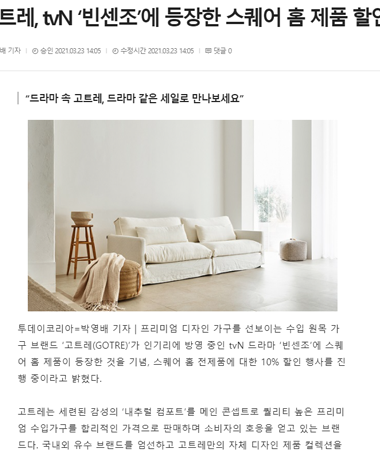 트레, tvN ‘빈센조’에 등장한 스퀘어 홈 제품 할인
배 기자 승인 2021.03.23 14:05 수정시간 2021.03.23 14:05 댓글 0
“드라마 속 고트레, 드라마 같은 세일로 만나보세요”
투데이코리아=박영배 기자 | 프리미엄 디자인 가구를 선보이는 수입 원목 가
구 브랜드 '고트레(GOTRE)'가 인기리에 방영 중인 tvN 드라마 '빈센조'에 스퀘
어 홈 제품이 등장한 것을 기념, 스퀘어 홈 전제품에 대한 10% 할인 행사를 진
행 중이라고 밝혔다.
고트레는 세련된 감성의 '내추럴 컴포트'를 메인 콘셉트로 퀄리티 높은 프리미
엄 수입가구를 합리적인 가격으로 판매하며 소비자의 호응을 얻고 있는 브랜
드다. 국내외 유수 브랜드를 엄선하고 고트레만의 자체 디자인 제품 컬렉션을